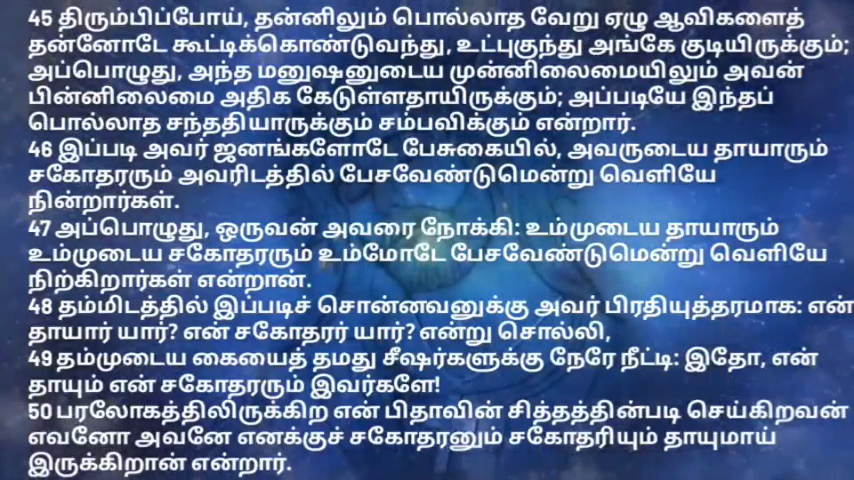 45 திரும்பிப்போய், தன்னிலும் பொல்லாத வேறு ஏழு ஆவிகளைத்
தன்னோடே கூட்டிக்கொண்டுவந்து, உட்புகுந்து அங்கே குடியிருக்கும்;
அப்பொழுது, அந்த மனுஷனுடைய முன்னிலைமையிலும் அவன்
பின்னிலைமை அதிக கேடுள்ளதாயிருக்கும்; அப்படியே இந்தப்
பொல்லாத சந்ததியாருக்கும் சம்பவிக்கும் என்றார்.
46 இப்படி அவர் ஜனங்களோடே பேசுகையில், அவருடைய தாயாரும்
சகோதரரும் அவரிடத்தில் பேசவேண்டுமென்று வெளியே
நின்றார்கள்.
47 அப்பொழுது, ஒருவன் அவரை நோக்கி: உம்முடைய தாயாரும்
உம்முடைய சகோதரரும் உம்மோடே பேசவேண்டுமென்று வெளியே
நிற்கிறார்கள் என்றான்.
48 தம்மிடத்தில் இப்படிச் சொன்னவனுக்கு அவர் பிரதியுத்தரமாக: என்
தாயார் யார்? என் சகோதரர் யார்? என்று சொல்லி,
49 தம்முடைய கையைத் தமது சீஷர்களுக்கு நேரே நீட்டி: இதோ, என்
தாயும் என் சகோதரரும் இவர்களே!
50 பரலோகத்திலிருக்கிற என் பிதாவின் சித்தத்தின்படி செய்கிறவன்
எவனோ அவனே எனக்குச் சகோதரனும் சகோதரியும் தாயுமாய்
இருக்கிறான் என்றார்.